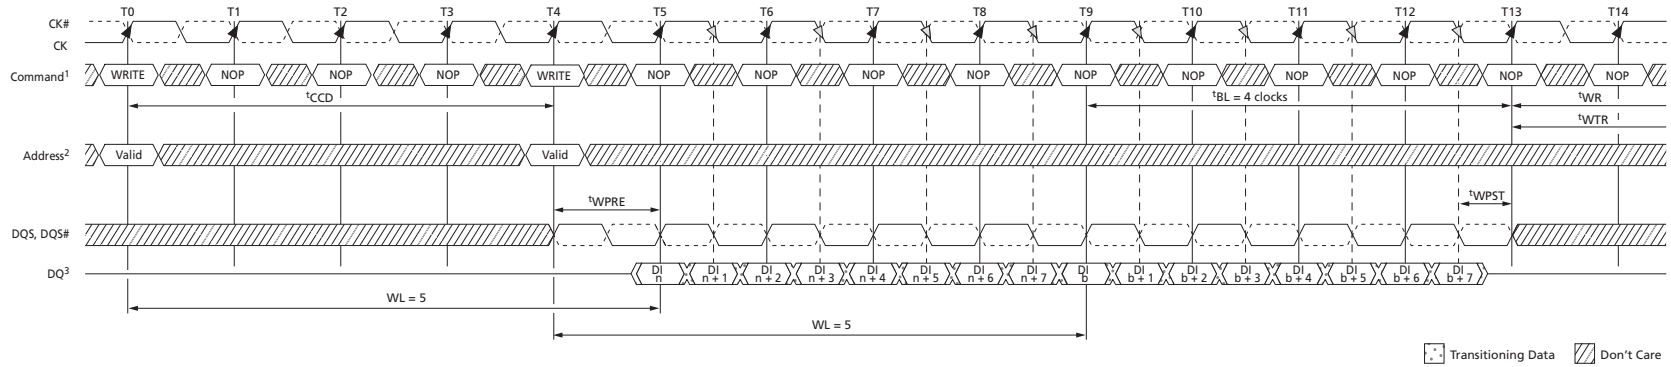 T0 T1 T2 T3 T4 T5 T6 T7 T8 T9 T10 T11 T12 T13 T14
CK#
CK
Command1 WRITE NOP NOP NOP WRITE NOP NOP NOP NOP NOP NOP NOP NOP NOP NOP
tCCD tBL = 4 clocks tWR
tWTR
Address2 Valid Valid
tWPRE tWPST
DQS, DQS#
DQ3 DI n DI n + 1 DI n + 2 DI n + 3 DI n + 4 DI n + 5 DI n + 6 DI n + 7 DI b DI b + 1 DI b + 2 DI b + 3 DI b + 4 DI b + 5 DI b + 6 DI b + 7
WL = 5
WL = 5
Transitioning Data Don't Care